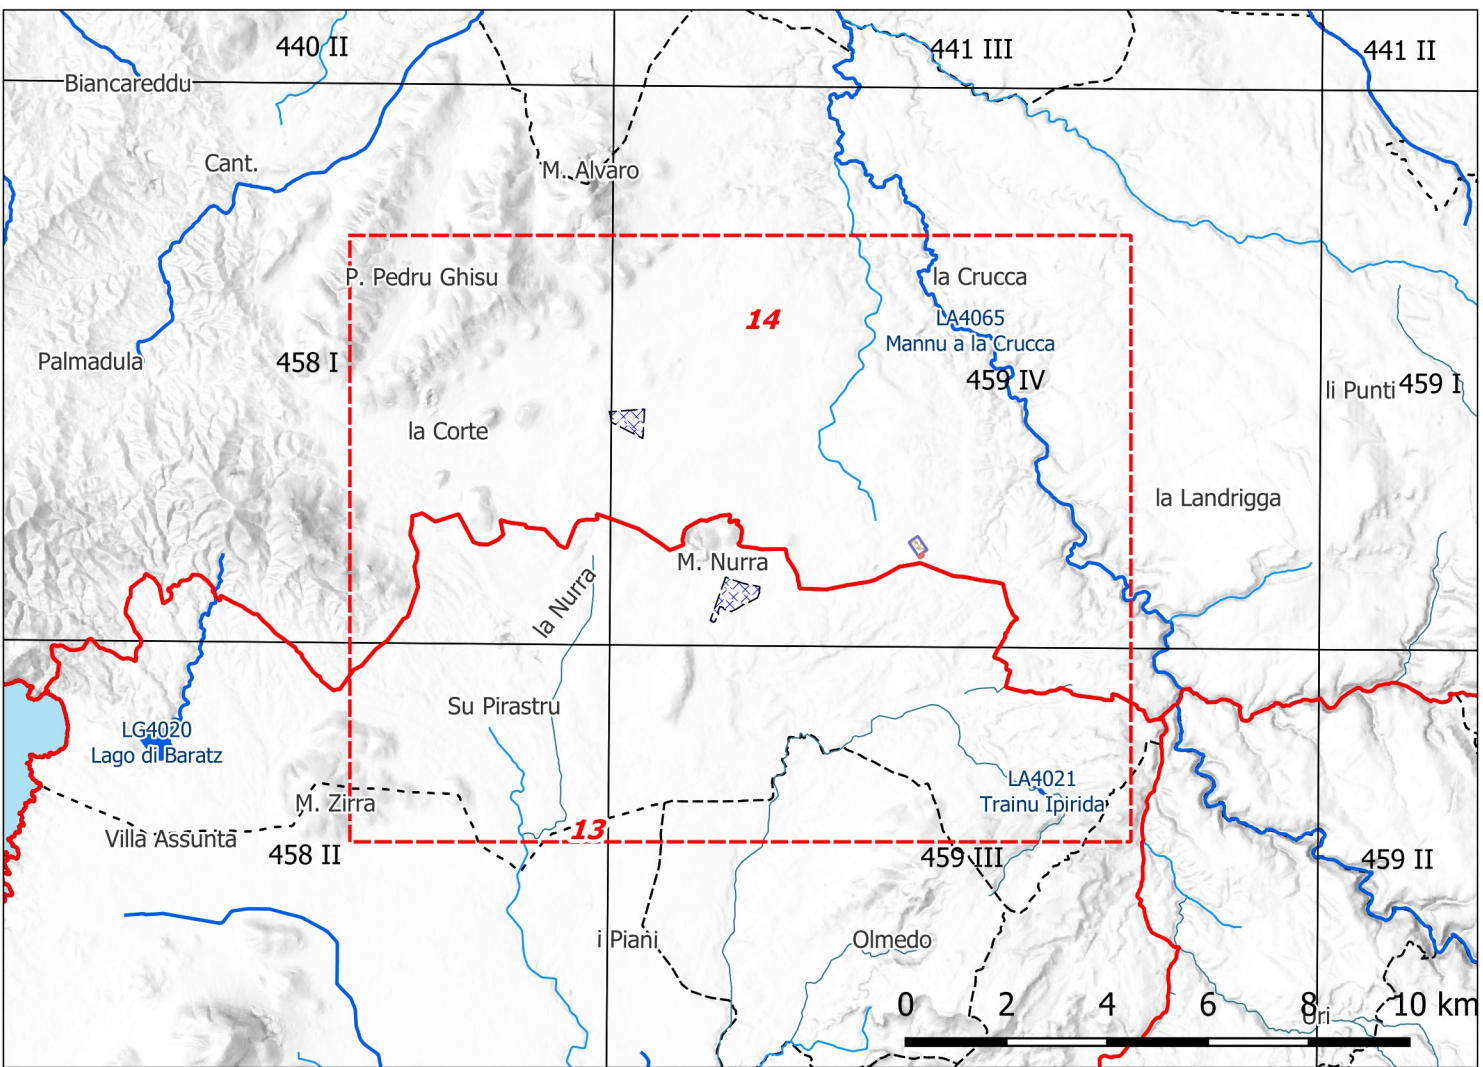 440 II
441 III
441 II
Biancareddu
Cant.
M. Alvaro
P. Pedru Ghisu
la Crucca
14
LA4065
Mannu a la Crucca
Palmadula
458 I
459 IV
li Punti
459 I
la Corte
la Landrigga
M. Nurra
la Nurra
Su Pirastru
LG4020
Lago di Baratz
LA4021
Trainu Ipirida
M. Zirra
Villa Assunta
13
458 II
459 III
459 II
i Piani
Olmedo
0 2 4 6 8 10 km
Uri